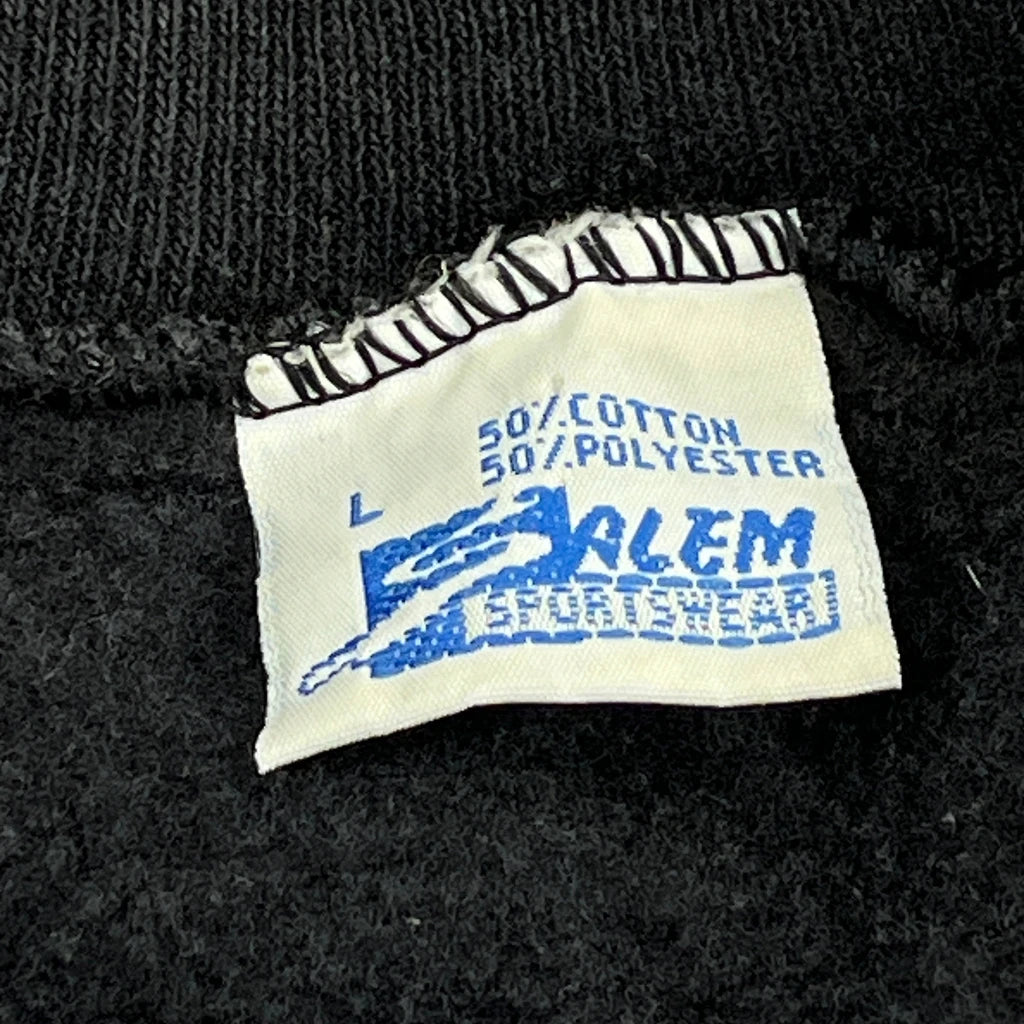 50% COTTON
50% POLYESTER
L
SALEM
SPORTSWEAR